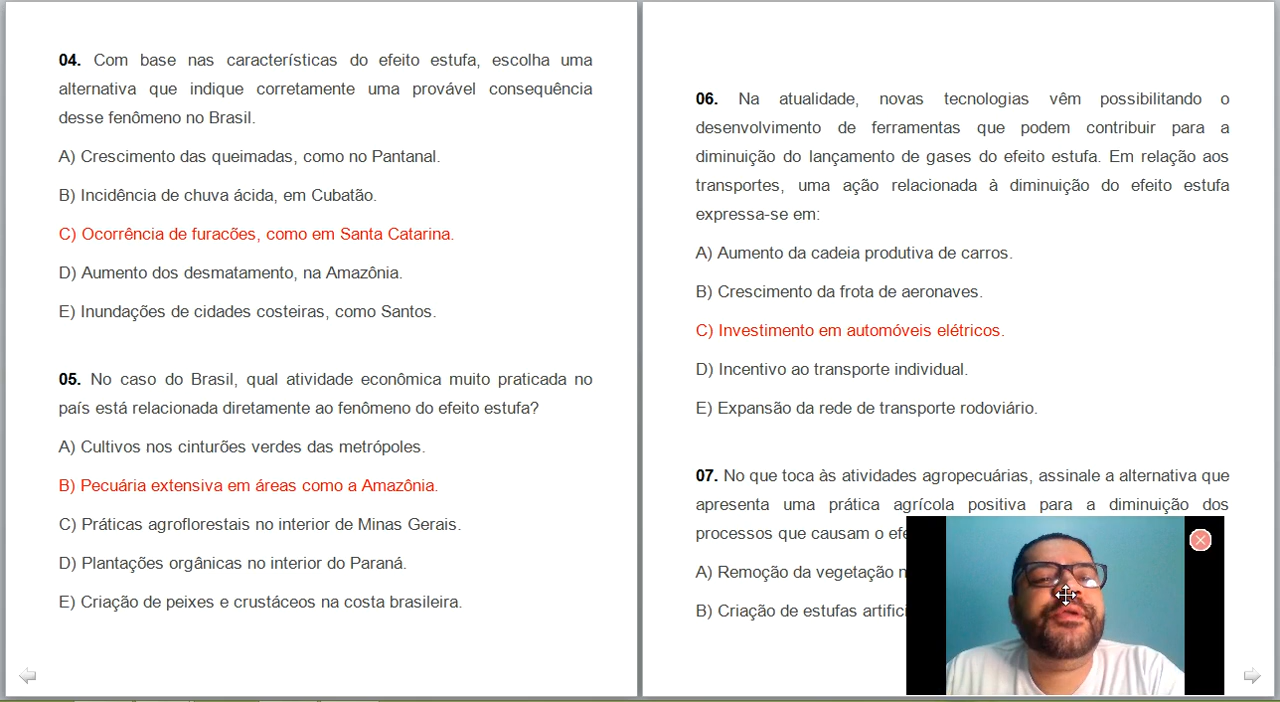 04. Com base nas características do efeito estufa, escolha uma
alternativa que indique corretamente uma provável consequência
desse fenômeno no Brasil.
A) Crescimento das queimadas, como no Pantanal.
B) Incidência de chuva ácida, em Cubatão.
C) Ocorrência de furacões, como em Santa Catarina.
D) Aumento dos desmatamento, na Amazônia.
E) Inundações de cidades costeiras, como Santos.
05. No caso do Brasil, qual atividade econômica muito praticada no
país está relacionada diretamente ao fenômeno do efeito estufa?
A) Cultivos nos cinturões verdes das metrópoles.
B) Pecuária extensiva em áreas como a Amazônia.
C) Práticas agroflorestais no interior de Minas Gerais.
D) Plantações orgânicas no interior do Paraná.
E) Criação de peixes e crustáceos na costa brasileira.
06. Na atualidade, novas tecnologias vêm possibilitando o
desenvolvimento de ferramentas que podem contribuir para a
diminuição do lançamento de gases do efeito estufa. Em relação aos
transportes, uma ação relacionada à diminuição do efeito estufa
expressa-se em:
A) Aumento da cadeia produtiva de carros.
B) Crescimento da frota de aeronaves.
C) Investimento em automóveis elétricos.
D) Incentivo ao transporte individual.
E) Expansão da rede de transporte rodoviário.
07. No que toca às atividades agropecuárias, assinale a alternativa que
apresenta uma prática agrícola positiva para a diminuição dos
processos que causam o
A) Remoção da vegetação
B) Criação de estufas